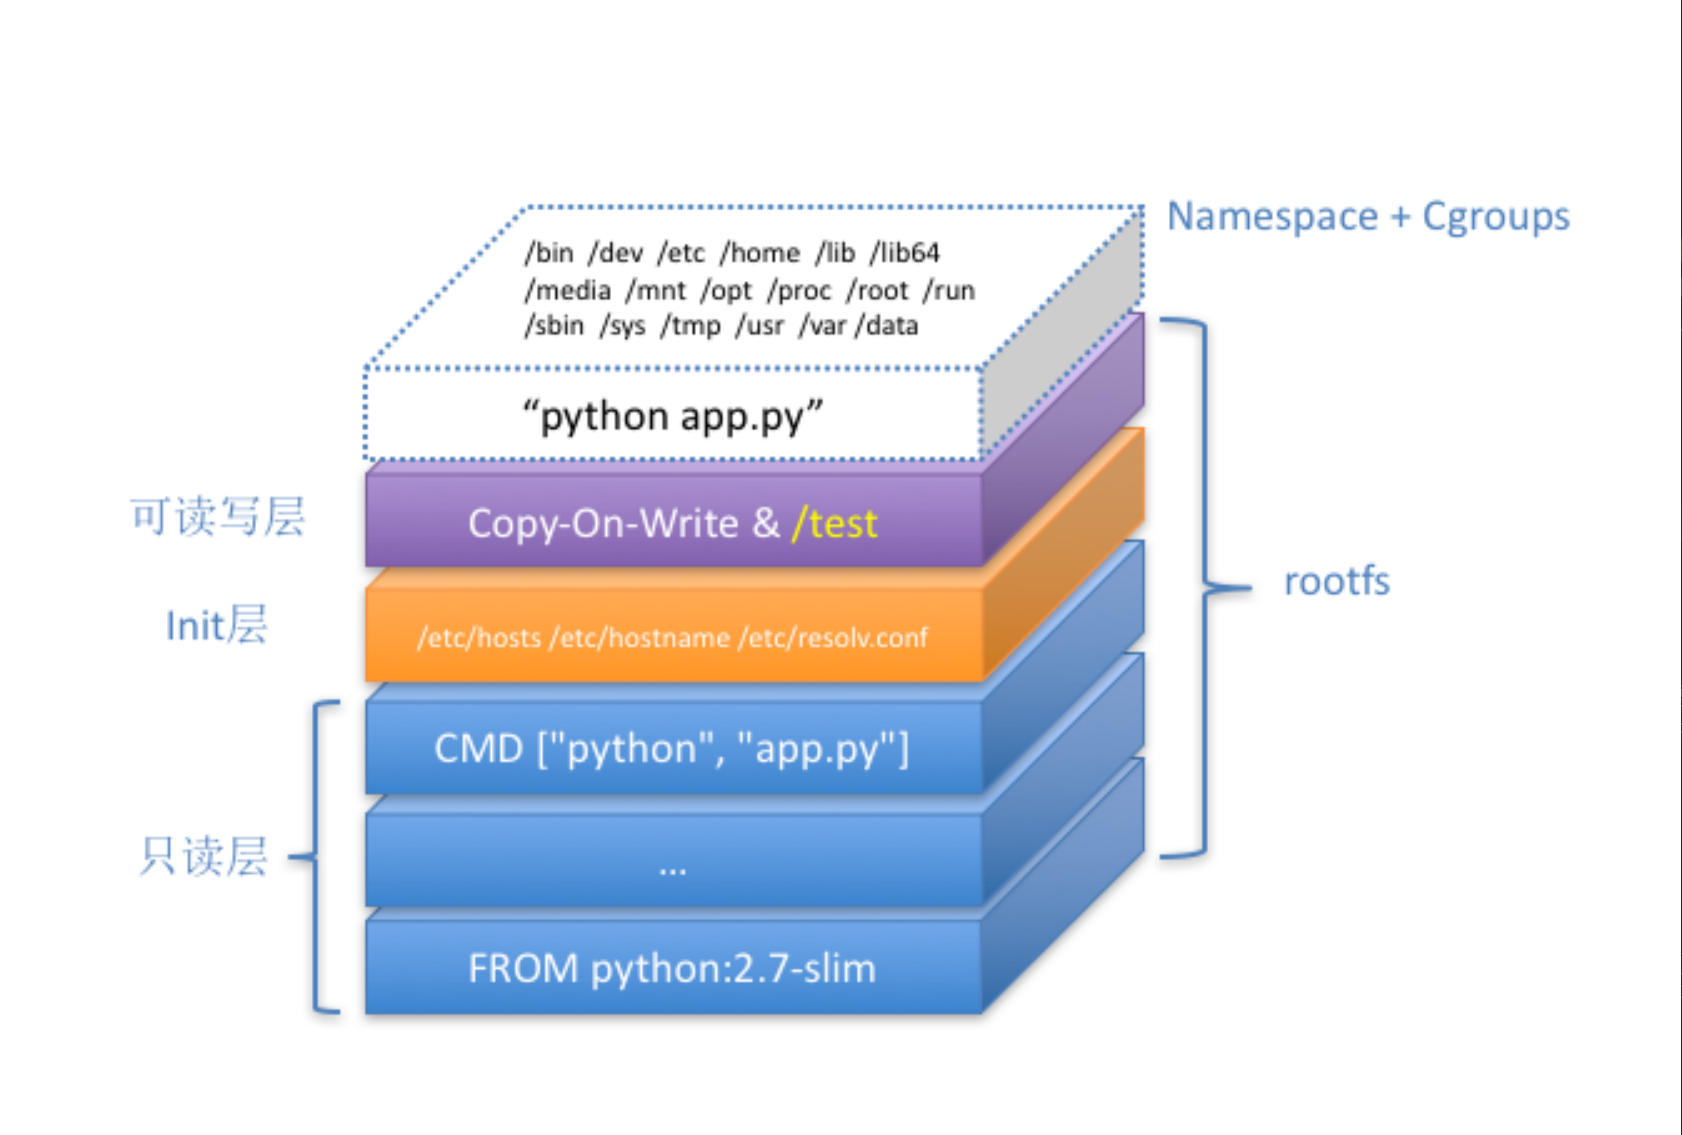 Namespace + Cgroups
/bin /dev /etc /home /lib /lib64
/media /mnt /opt /proc /root /run
/sbin /sys /tmp /usr /var /data
“python app.py”
可读写层
Copy-On-Write & /test
Init层
/etc/hosts /etc/hostname /etc/resolv.conf
rootfs
CMD ["python", "app.py"]
只读层
...
FROM python:2.7-slim